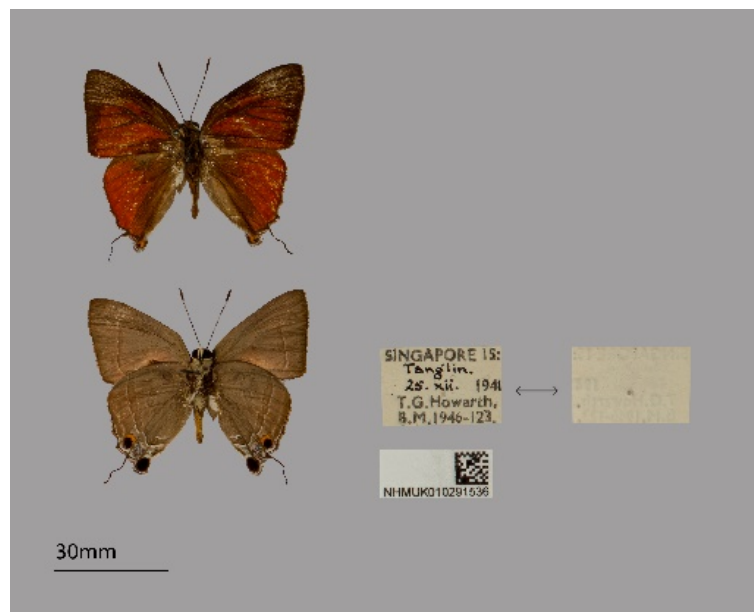 SINGAPORE IS:
Tanglin.
25. xii. 1941
T.G.Howarth,
B.M.1946-123.
NHMUK010291536
30mm